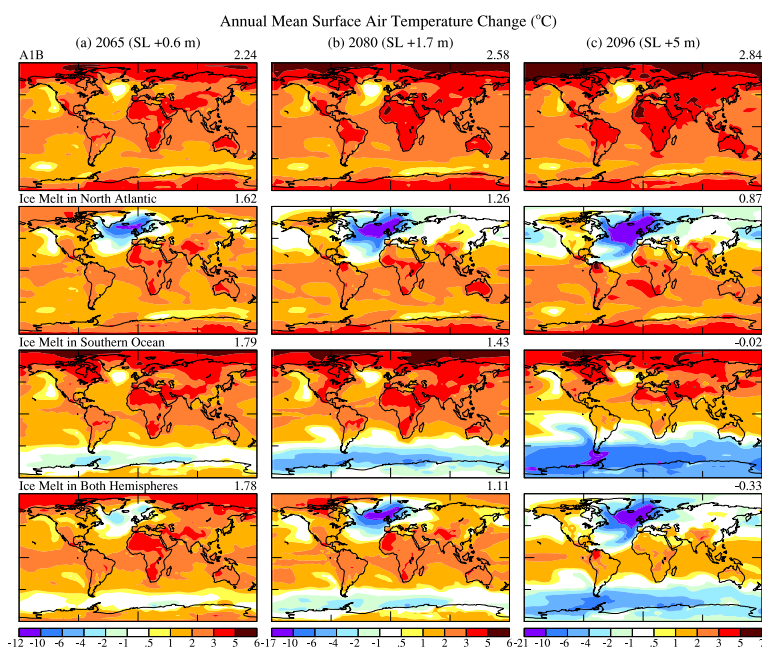 Annual Mean Surface Air Temperature Change (°C)
(a) 2065 (SL +0.6 m) (b) 2080 (SL +1.7 m) (c) 2096 (SL +5 m)
A1B 2.24 2.58 2.84
Ice Melt in North Atlantic 1.62 1.26 0.87
Ice Melt in Southern Ocean 1.79 1.43 -0.02
Ice Melt in Both Hemispheres 1.78 1.11 -0.33
-12 -10 -6 -4 -2 -1 .5 1 2 3 5 6 -17 -10 -6 -4 -2 -1 .5 1 2 3 5 6 -21 -10 -6 -4 -2 -1 .5 1 2 3 5 7